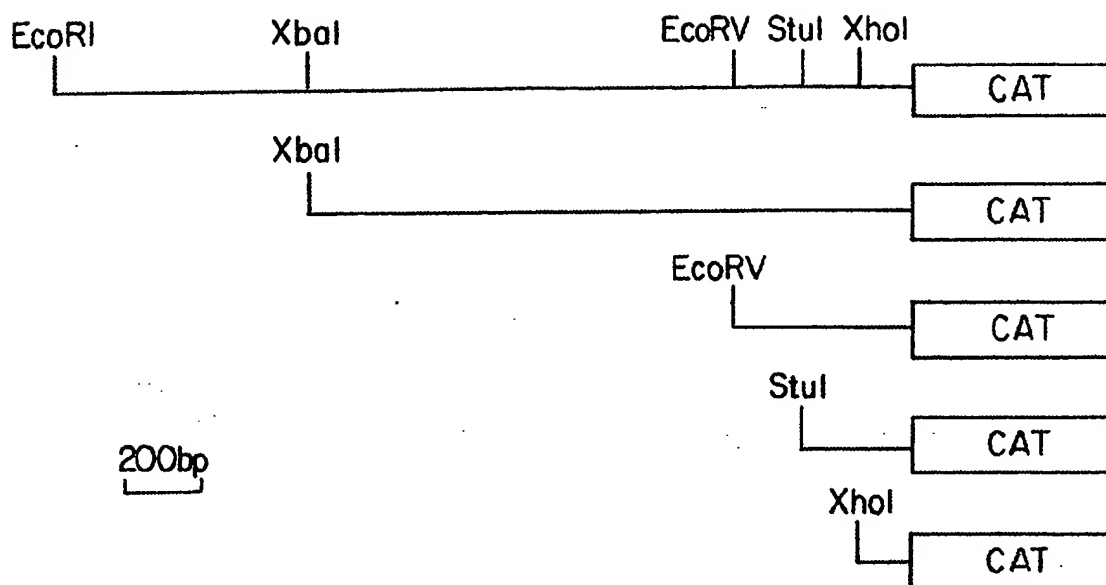 EcoRI XbaI EcoRV StuI XhoI
CAT
XbaI
CAT
EcoRV
CAT
StuI
CAT
200bp
XhoI
CAT